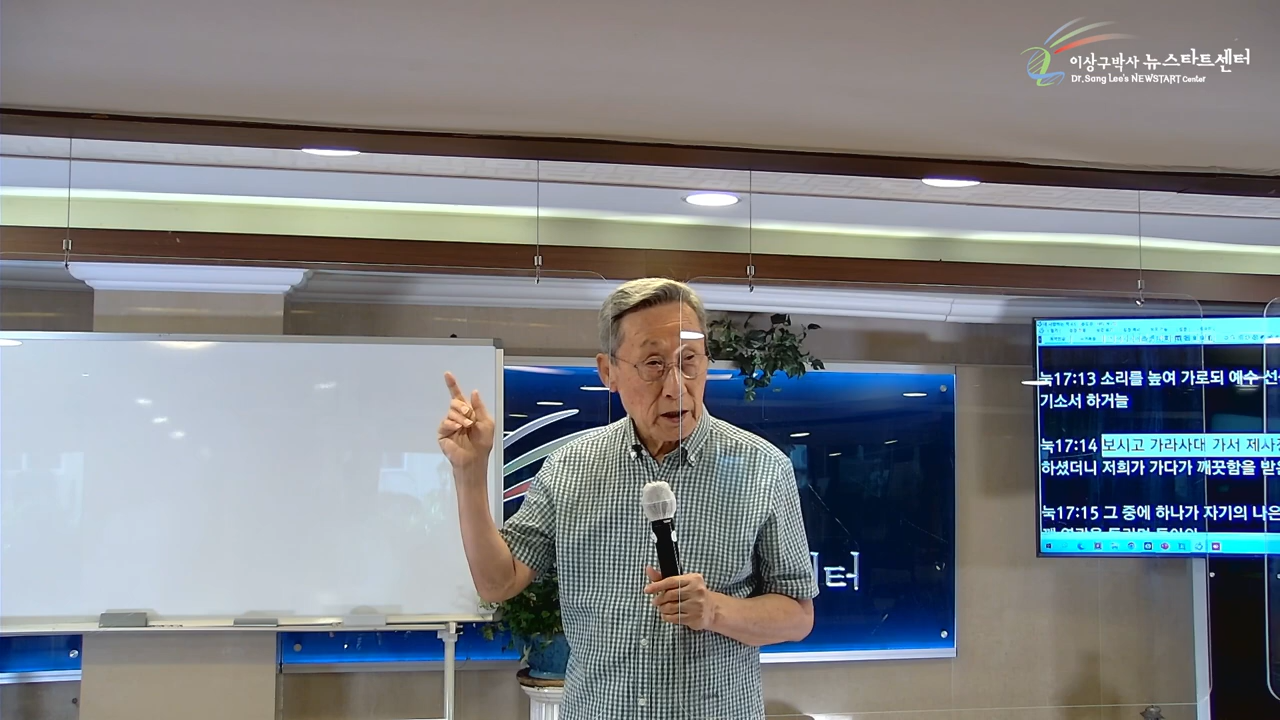 이상구박사 뉴스타트센터
Dr. Sang Lee's NEWSTART Center
눅17:13 소리를 높여 가로되 예수
기소서 하거늘
눅17:14 보시고 가라사대 가서 제사
하셨더니 저희가 가다가 깨끗함을
눅17:15 그 중에 하나가 자기의 나은
터